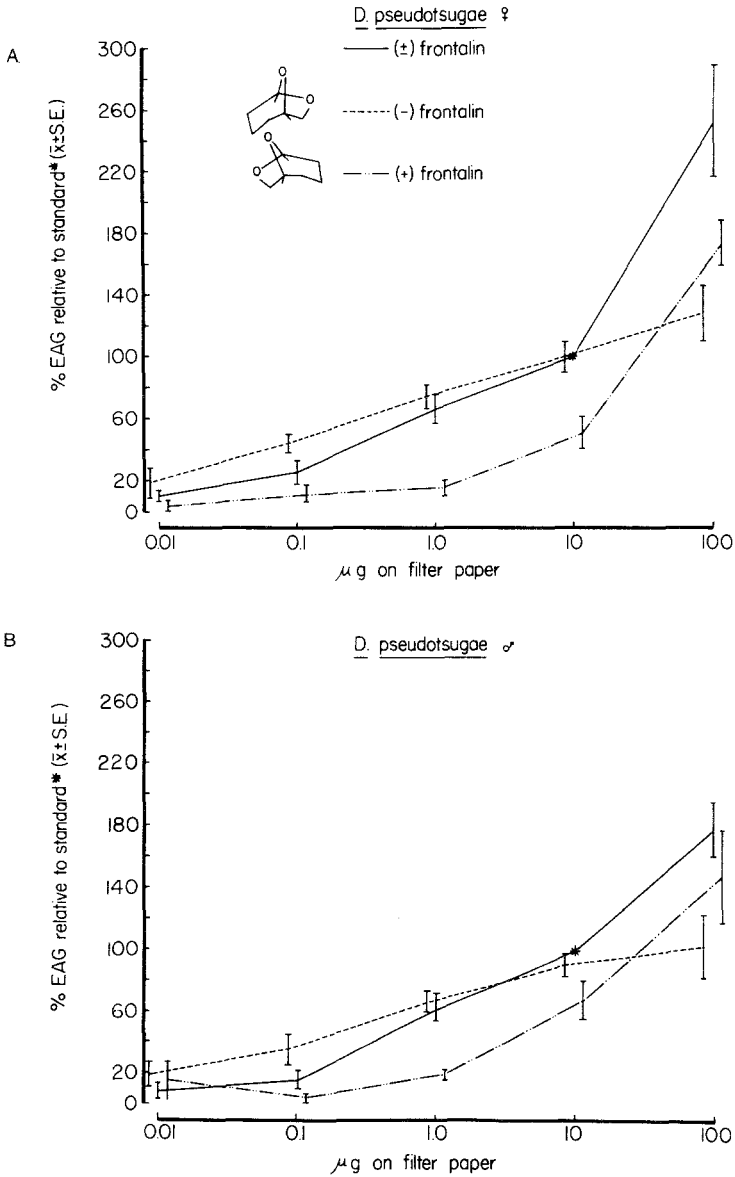 D. pseudotsugae ♀
A.
(±) frontalin
(-) frontalin
(+) frontalin
O
O
O
O
% EAG relative to standard* (x̄±S.E.)
300
260
220
180
140
100
60
20
0
*
0.01 0.1 1.0 10 100
µg on filter paper
B
D. pseudotsugae ♂
% EAG relative to standard* (x̄±S.E.)
300
260
220
180
140
100
60
20
0
*
0.01 0.1 1.0 10 100
µg on filter paper